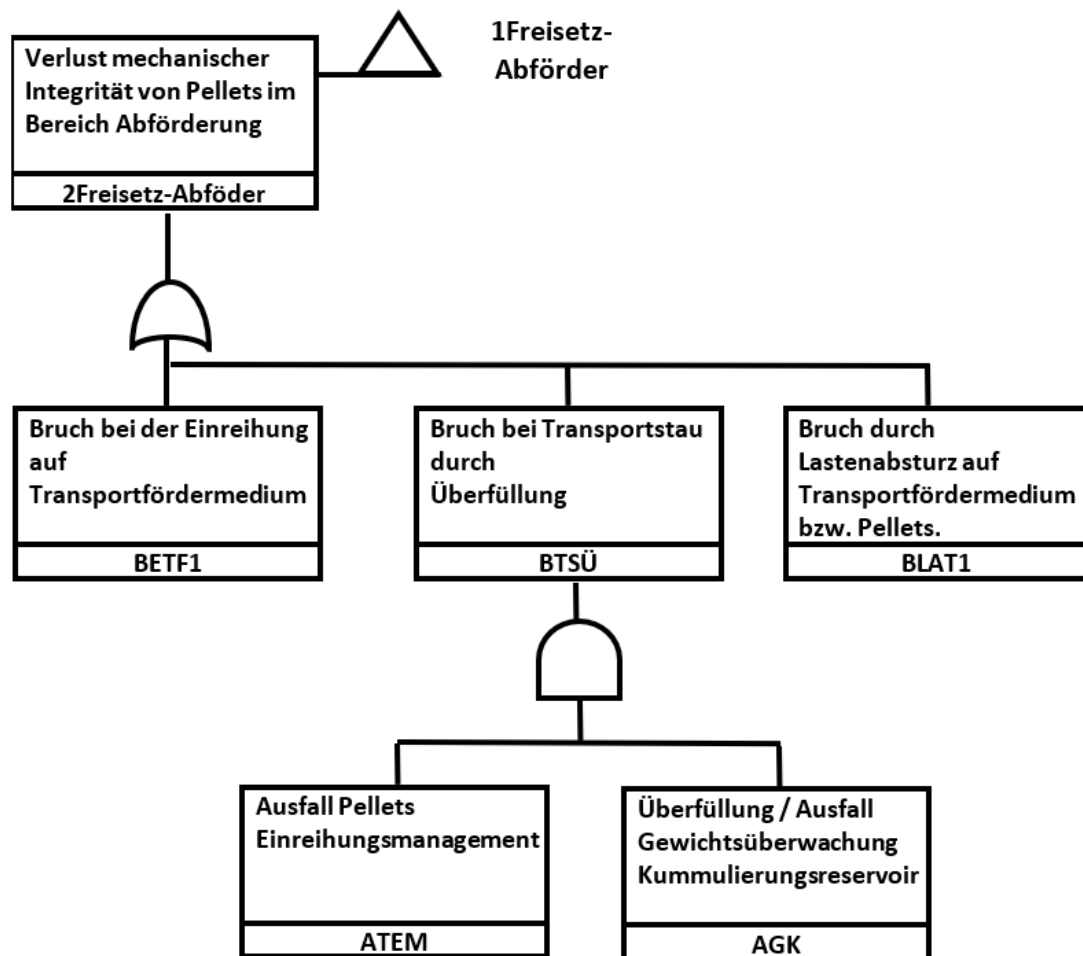 1Freisetz-
Abförder
Verlust mechanischer
Integrität von Pellets im
Bereich Abförderung
2Freisetz-Abföder
Bruch bei der Einreihung
auf
Transportfördermedium
BETF1
Bruch bei Transportstau
durch
Überfüllung
BTSÜ
Bruch durch
Lastenabsturz auf
Transportfördermedium
bzw. Pellets.
BLAT1
Ausfall Pellets
Einreihungsmanagement
ATEM
Überfüllung / Ausfall
Gewichtsüberwachung
Kummulierungsreservoir
AGK